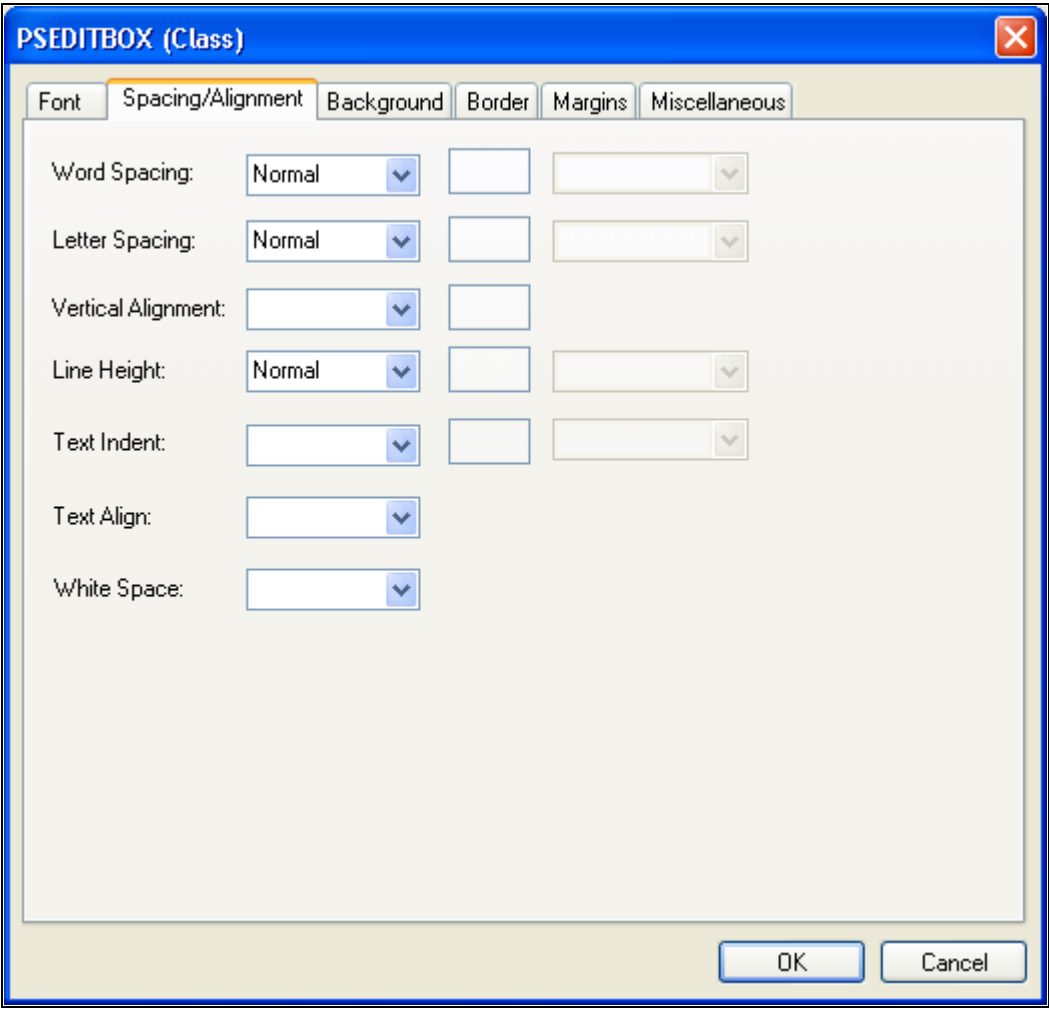 PSEDITBOX (Class)
Font Spacing/Alignment Background Border Margins Miscellaneous
Word Spacing: Normal
Letter Spacing: Normal
Vertical Alignment:
Line Height: Normal
Text Indent:
Text Align:
White Space:
OK Cancel